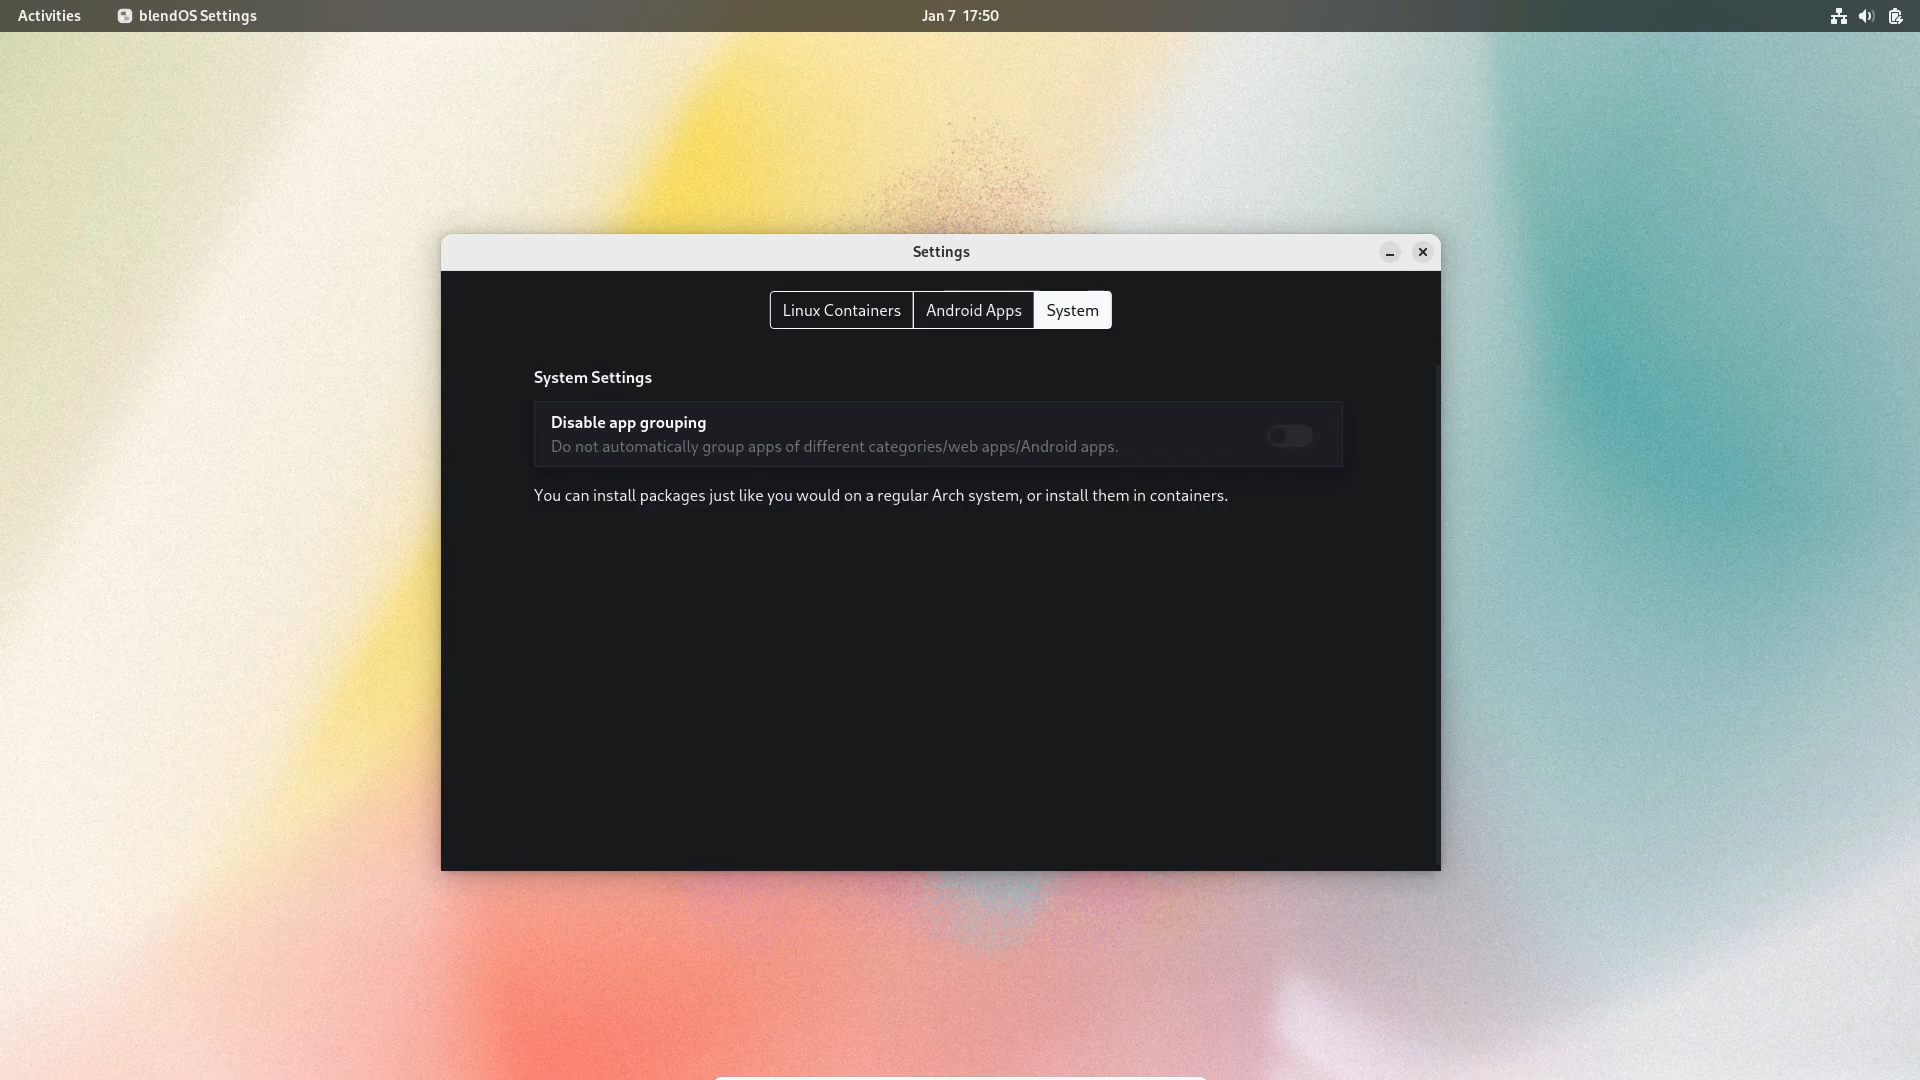 Activities
blendOS Settings
Jan 7 17:50
Settings
Linux Containers
Android Apps
System
System Settings
Disable app grouping
Do not automatically group apps of different categories/web apps/Android apps.
You can install packages just like you would on a regular Arch system, or install them in containers.